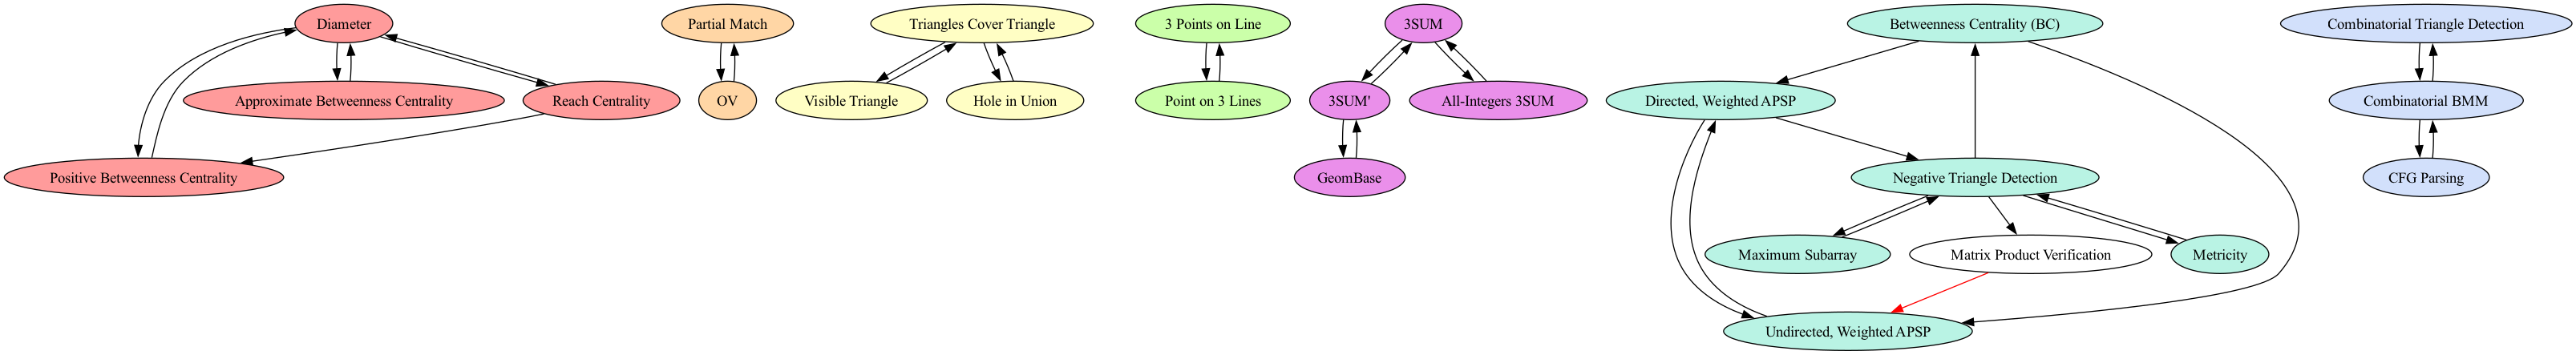 Diameter
Partial Match
Triangles Cover Triangle
3 Points on Line
3SUM
Betweenness Centrality (BC)
Combinatorial Triangle Detection
Approximate Betweenness Centrality
Reach Centrality
OV
Visible Triangle
Hole in Union
Point on 3 Lines
3SUM'
All-Integers 3SUM
Directed, Weighted APSP
Combinatorial BMM
Positive Betweenness Centrality
GeomBase
Negative Triangle Detection
CFG Parsing
Maximum Subarray
Matrix Product Verification
Metricity
Undirected, Weighted APSP